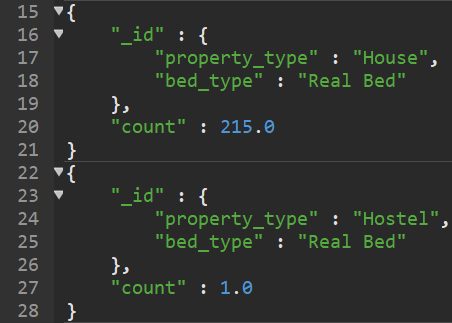 15 {
16 "_id" : {
17 "property_type" : "House",
18 "bed_type" : "Real Bed"
19 },
20 "count" : 215.0
21 }
22 {
23 "_id" : {
24 "property_type" : "Hostel",
25 "bed_type" : "Real Bed"
26 },
27 "count" : 1.0
28 }